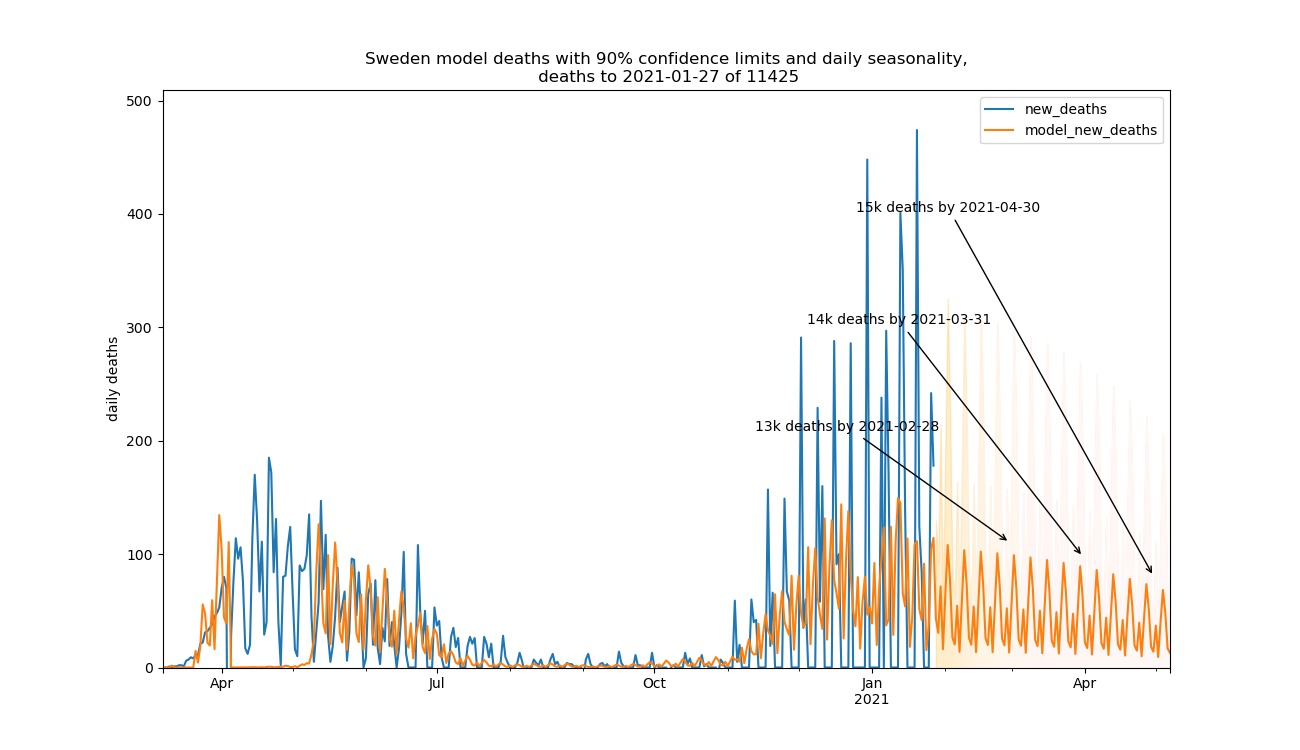 Sweden model deaths with 90% confidence limits and daily seasonality,
deaths to 2021-01-27 of 11425
new_deaths
model_new_deaths
15k deaths by 2021-04-30
14k deaths by 2021-03-31
13k deaths by 2021-02-28
daily deaths
500
400
300
200
100
0
Apr
Jul
Oct
Jan
2021
Apr